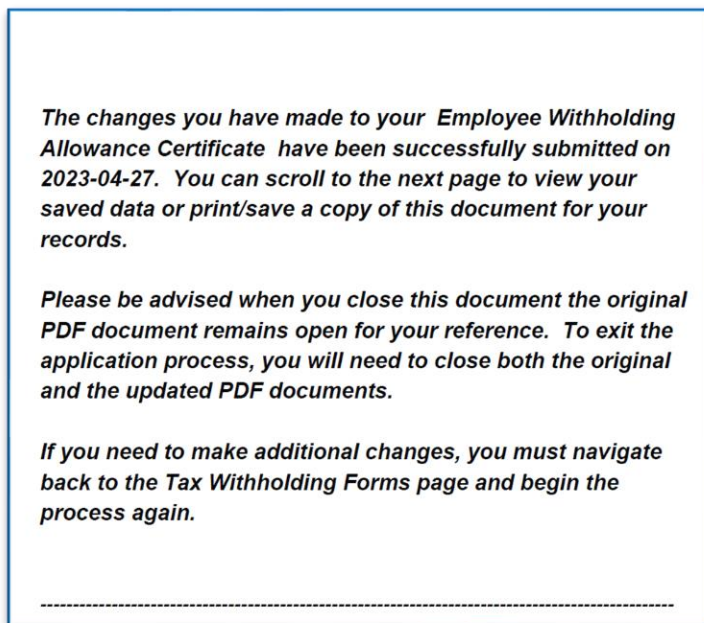 The changes you have made to your  Employee Withholding
Allowance Certificate  have been successfully submitted on
2023-04-27.  You can scroll to the next page to view your
saved data or print/save a copy of this document for your
records.

Please be advised when you close this document the original
PDF document remains open for your reference.  To exit the
application process, you will need to close both the original
and the updated PDF documents.

If you need to make additional changes, you must navigate
back to the Tax Withholding Forms page and begin the
process again.

--------------------------------------------------------------------------------------------------